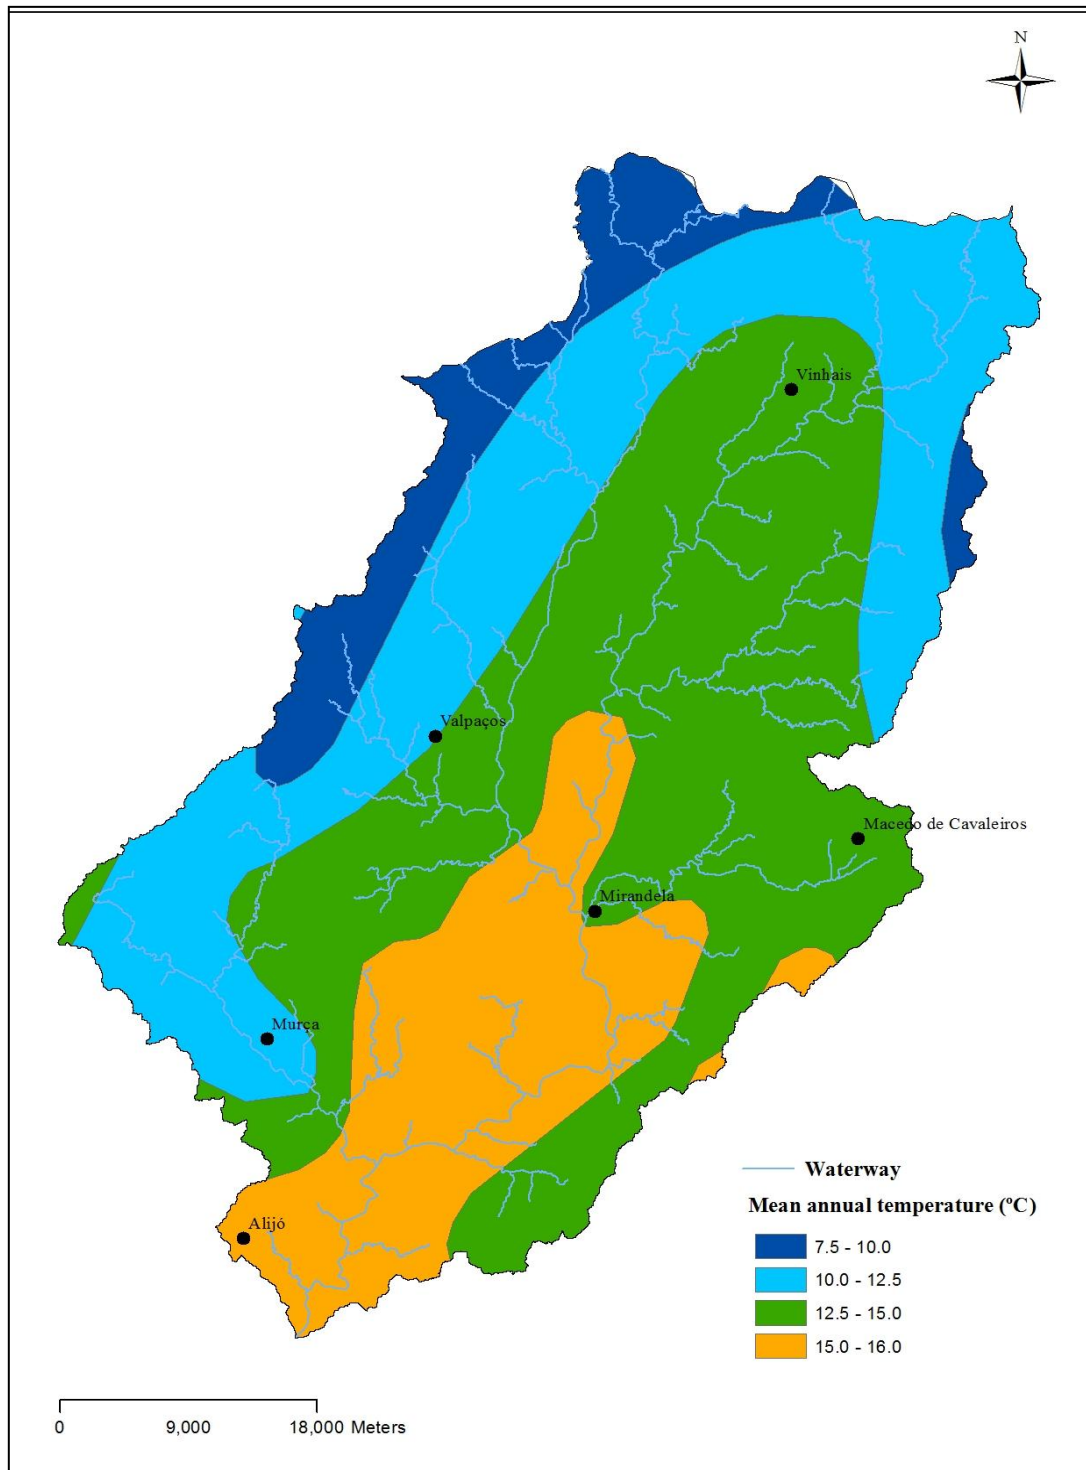 N
Vinhais
Valpaços
Macedo de Cavaleiros
Mirandela
Murça
Alijó
Waterway
Mean annual temperature (ºC)
7.5 - 10.0
10.0 - 12.5
12.5 - 15.0
15.0 - 16.0
0 9,000 18,000 Meters